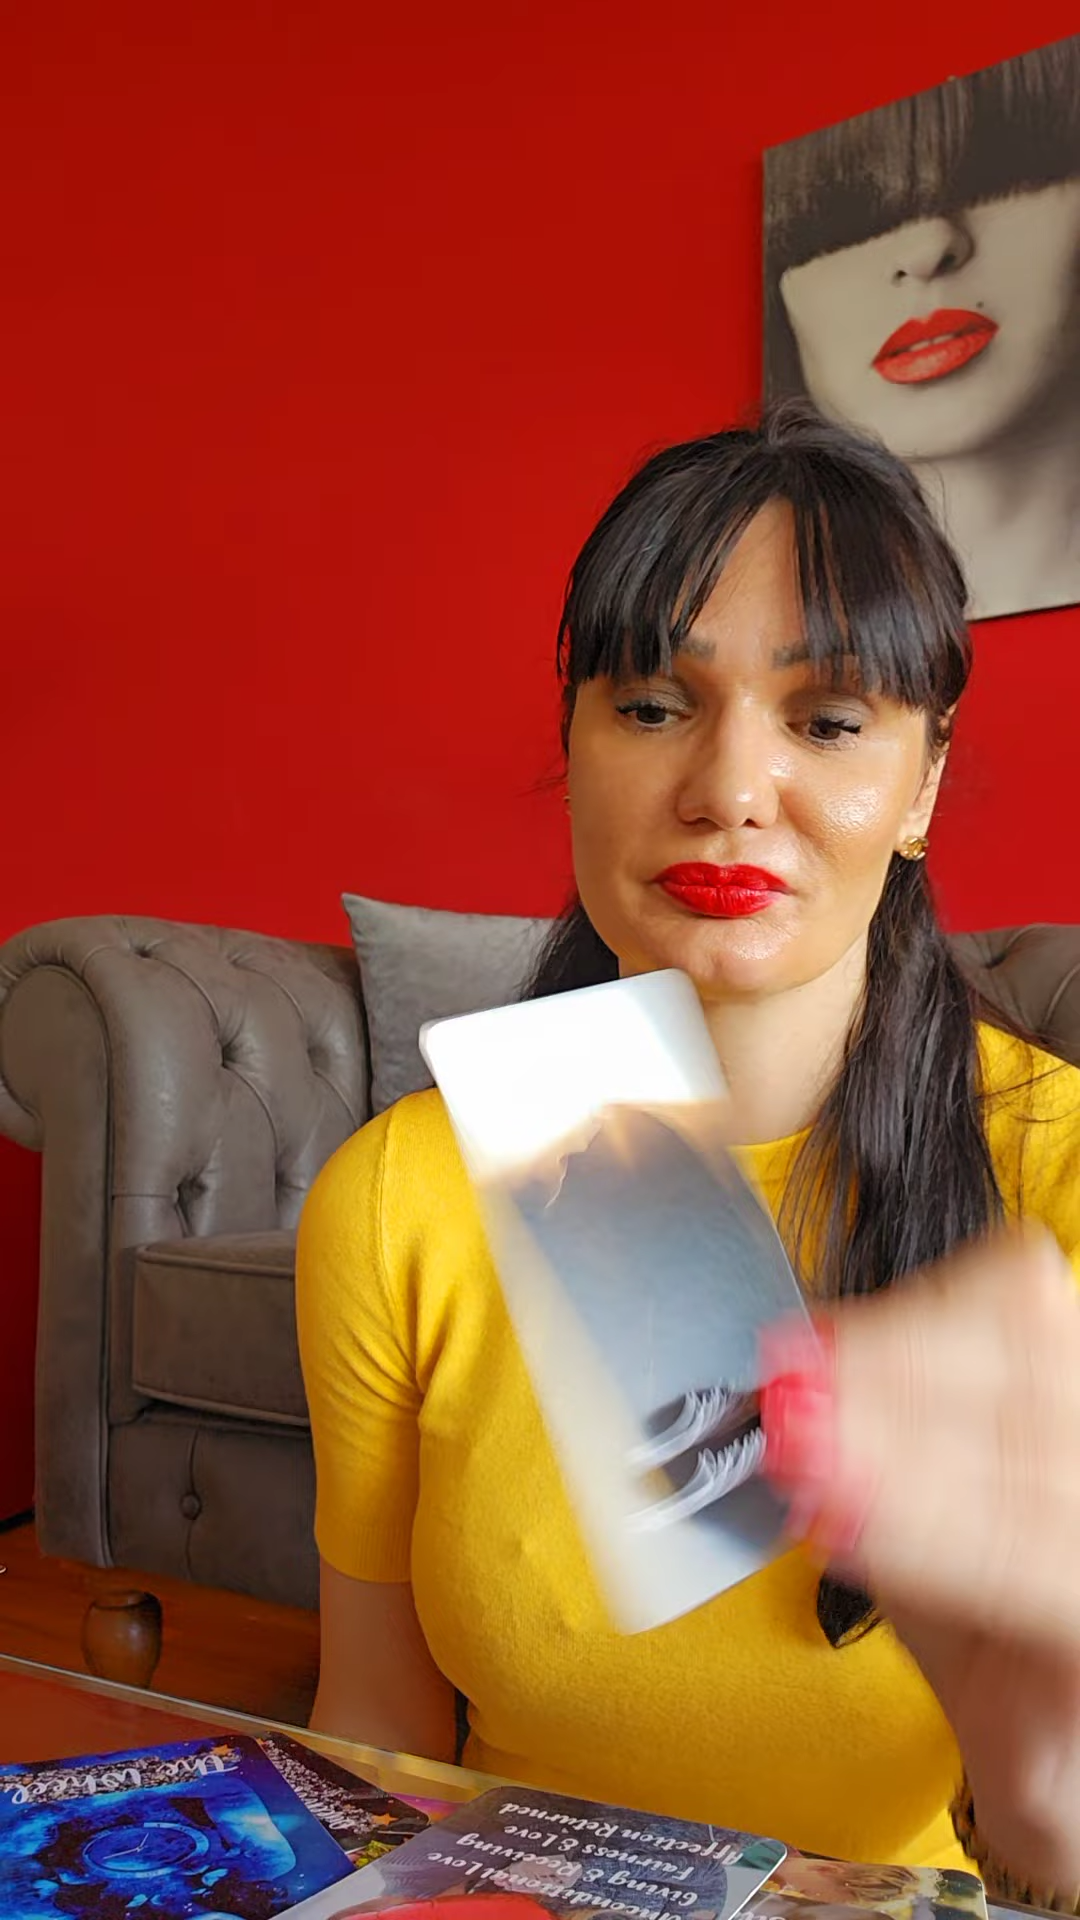 The Wheel
Unconditional Love
Giving & Receiving
Fairness & Love
Affection Returned